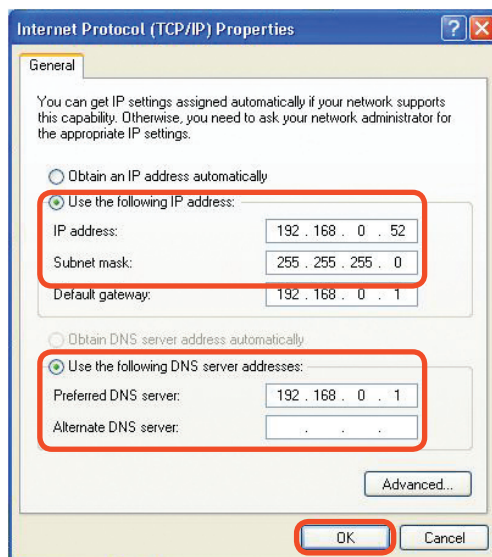 Internet Protocol (TCP/IP) Properties
General
You can get IP settings assigned automatically if your network supports
this capability. Otherwise, you need to ask your network administrator for
the appropriate IP settings.
Obtain an IP address automatically
Use the following IP address:
IP address: 192 . 168 . 0 . 52
Subnet mask: 255 . 255 . 255 . 0
Default gateway: 192 . 168 . 0 . 1
Obtain DNS server address automatically
Use the following DNS server addresses:
Preferred DNS server: 192 . 168 . 0 . 1
Alternate DNS server: . . .
Advanced...
OK Cancel